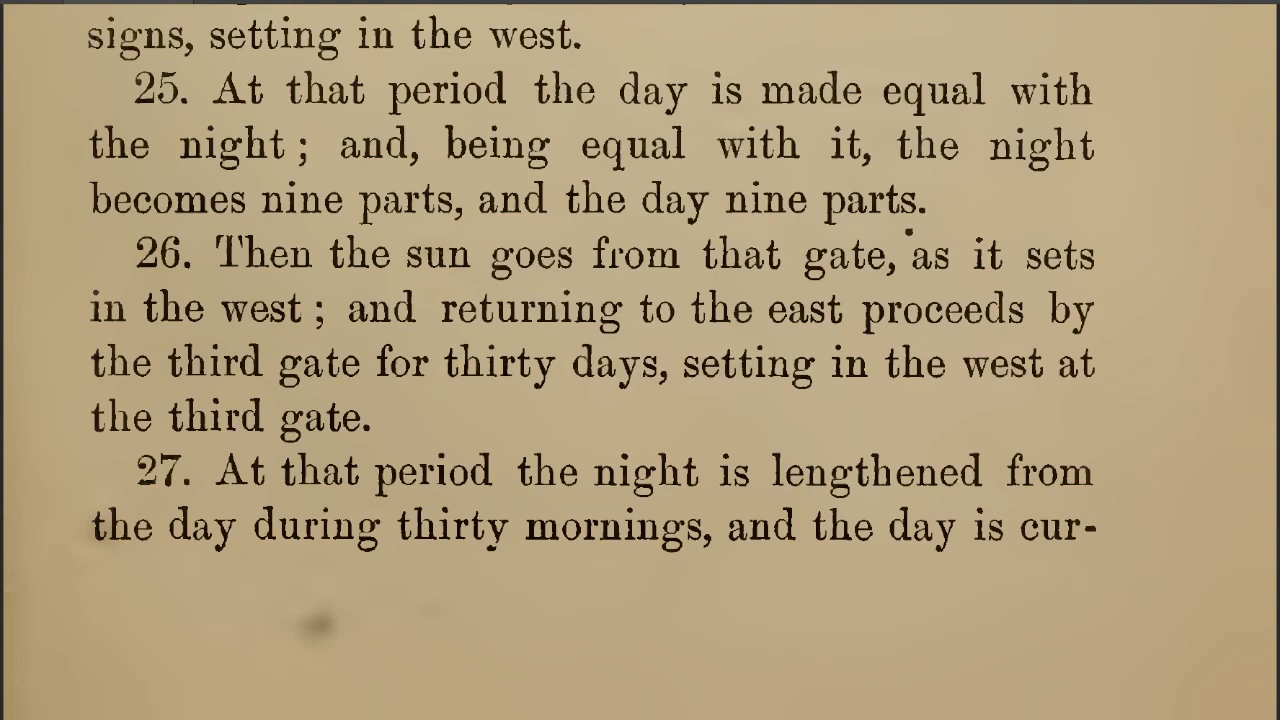 signs, setting in the west.
25. At that period the day is made equal with
the night ; and, being equal with it, the night
becomes nine parts, and the day nine parts.
26. Then the sun goes from that gate, as it sets
in the west ; and returning to the east proceeds by
the third gate for thirty days, setting in the west at
the third gate.
27. At that period the night is lengthened from
the day during thirty mornings, and the day is cur-